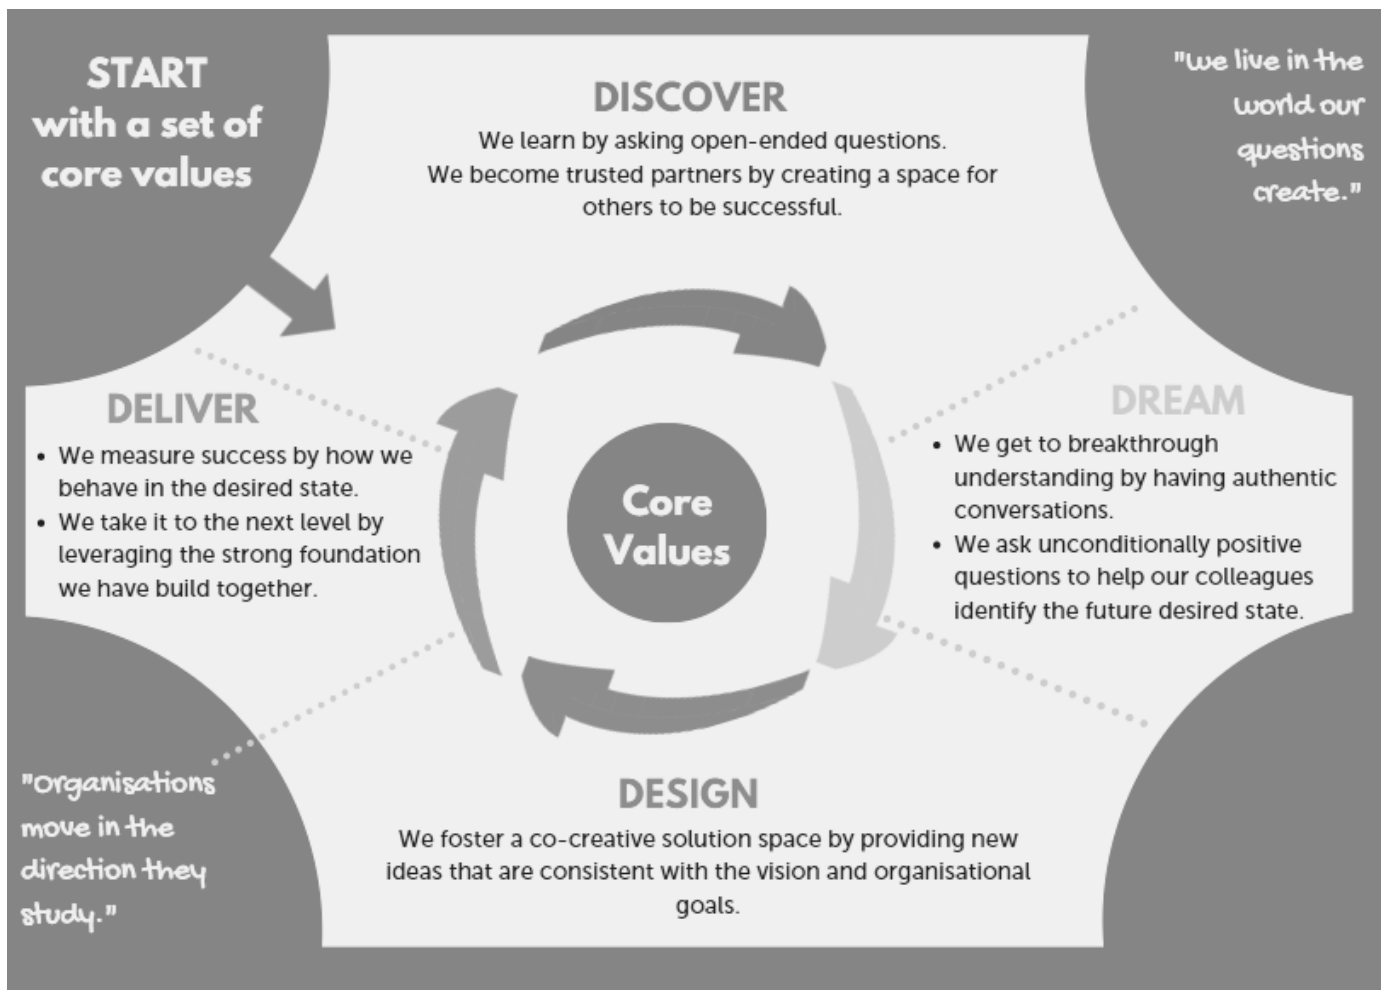 START
with a set of
core values
DISCOVER
We learn by asking open-ended questions.
We become trusted partners by creating a space for
others to be successful.
"we live in the
world our
questions
create."
DELIVER
• We measure success by how we
behave in the desired state.
• We take it to the next level by
leveraging the strong foundation
we have build together.
Core
Values
DREAM
• We get to breakthrough
understanding by having authentic
conversations.
• We ask unconditionally positive
questions to help our colleagues
identify the future desired state.
"Organisations
move in the
direction they
study."
DESIGN
We foster a co-creative solution space by providing new
ideas that are consistent with the vision and organisational
goals.